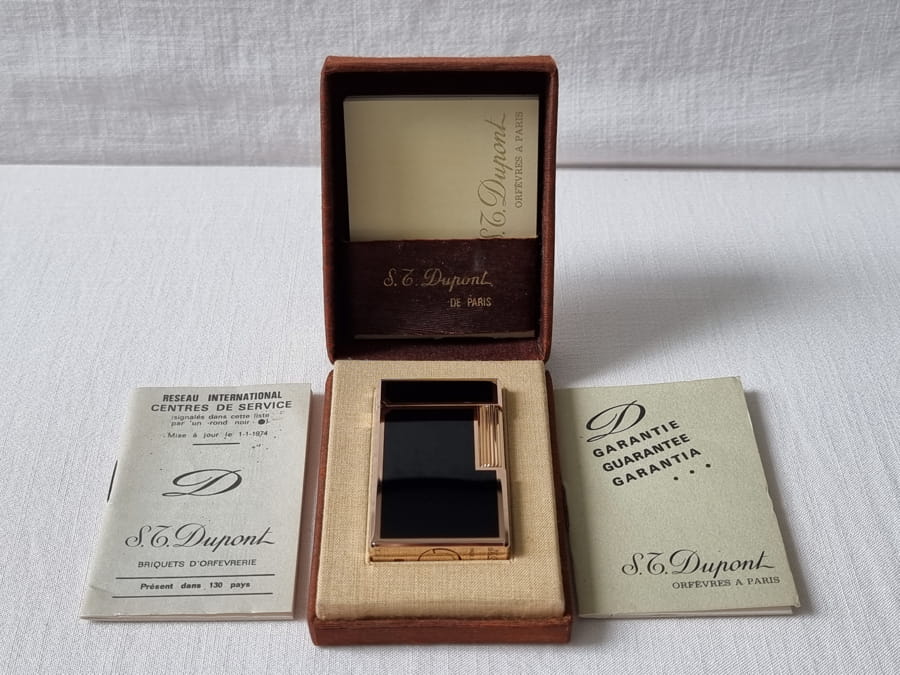 S.T. Dupont
ORFÈVRES A PARIS
S.T. Dupont
DE PARIS
RESEAU INTERNATIONAL
CENTRES DE SERVICE
(signalés dans cette liste
par un rond noir ●).
Mise à jour le 1-1-1974
D
S.T. Dupont
BRIQUETS D'ORFEVRERIE
Présent dans 130 pays
D
GARANTIE
GUARANTEE
GARANTIA
• • •
S.T. Dupont
ORFÈVRES A PARIS